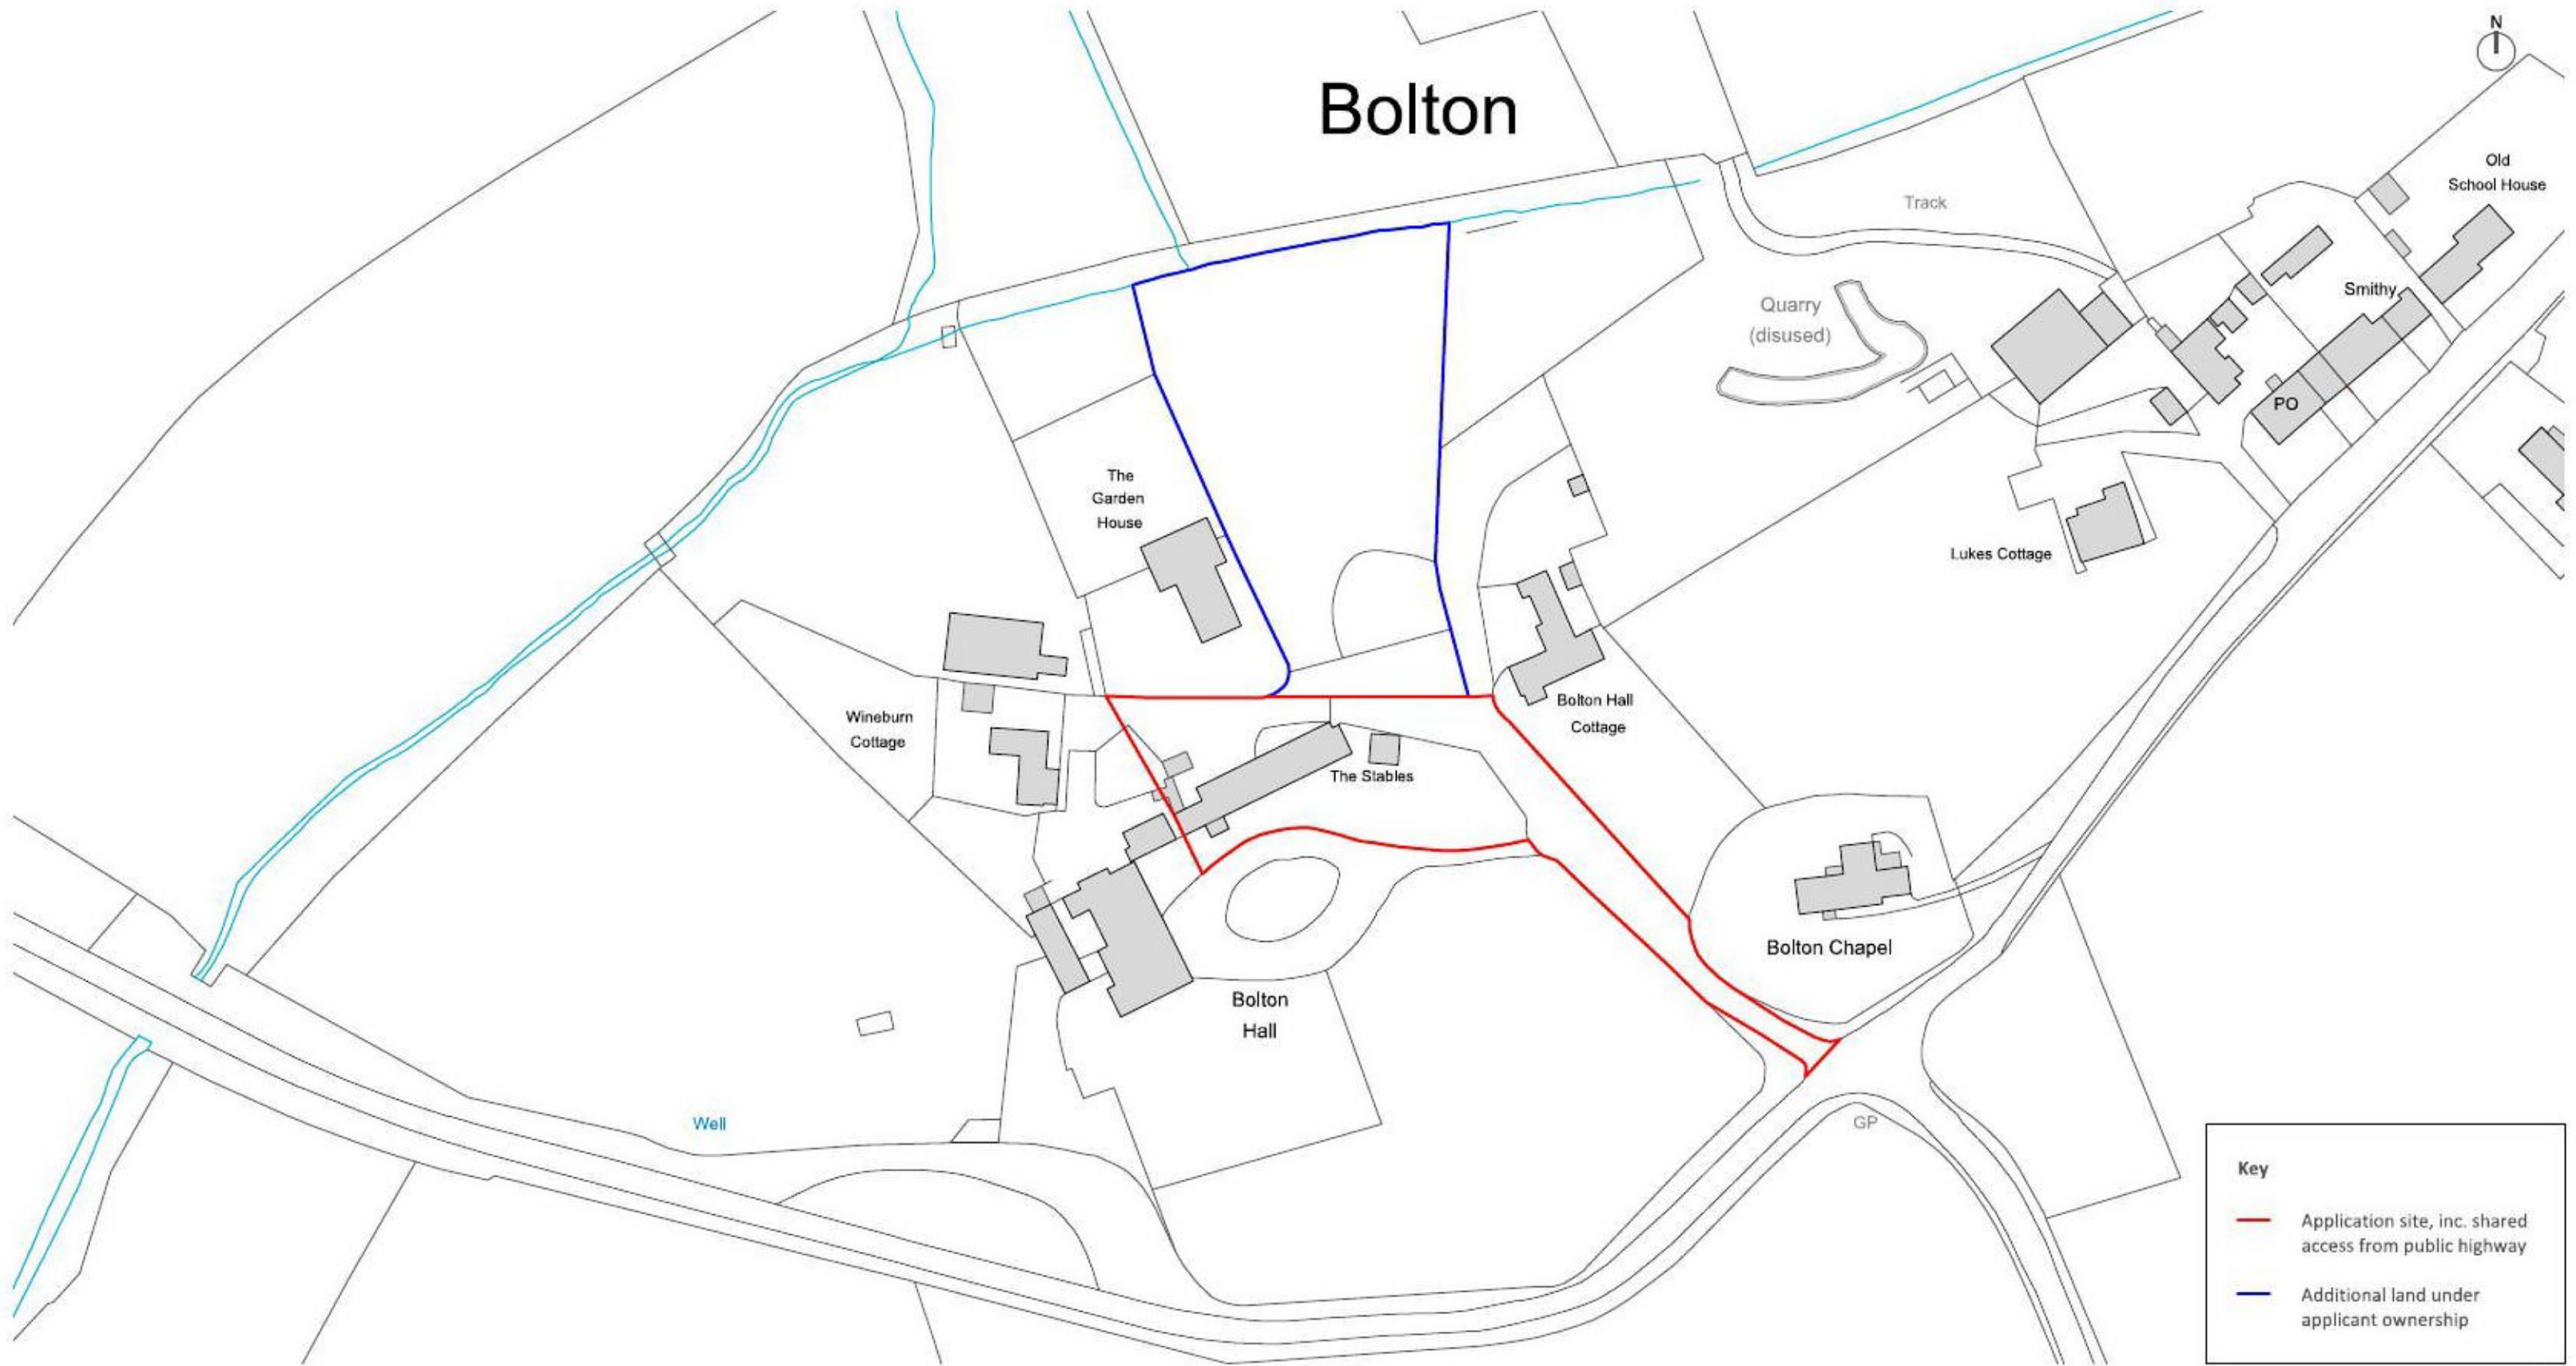 N
Bolton
Old
School House
Track
Smithy
Quarry
(disused)
PO
The
Garden
House
Lukes Cottage
Bolton Hall
Cottage
Wineburn
Cottage
The Stables
Bolton Chapel
Bolton
Hall
Well
GP
Key
Application site, inc. shared
access from public highway
Additional land under
applicant ownership